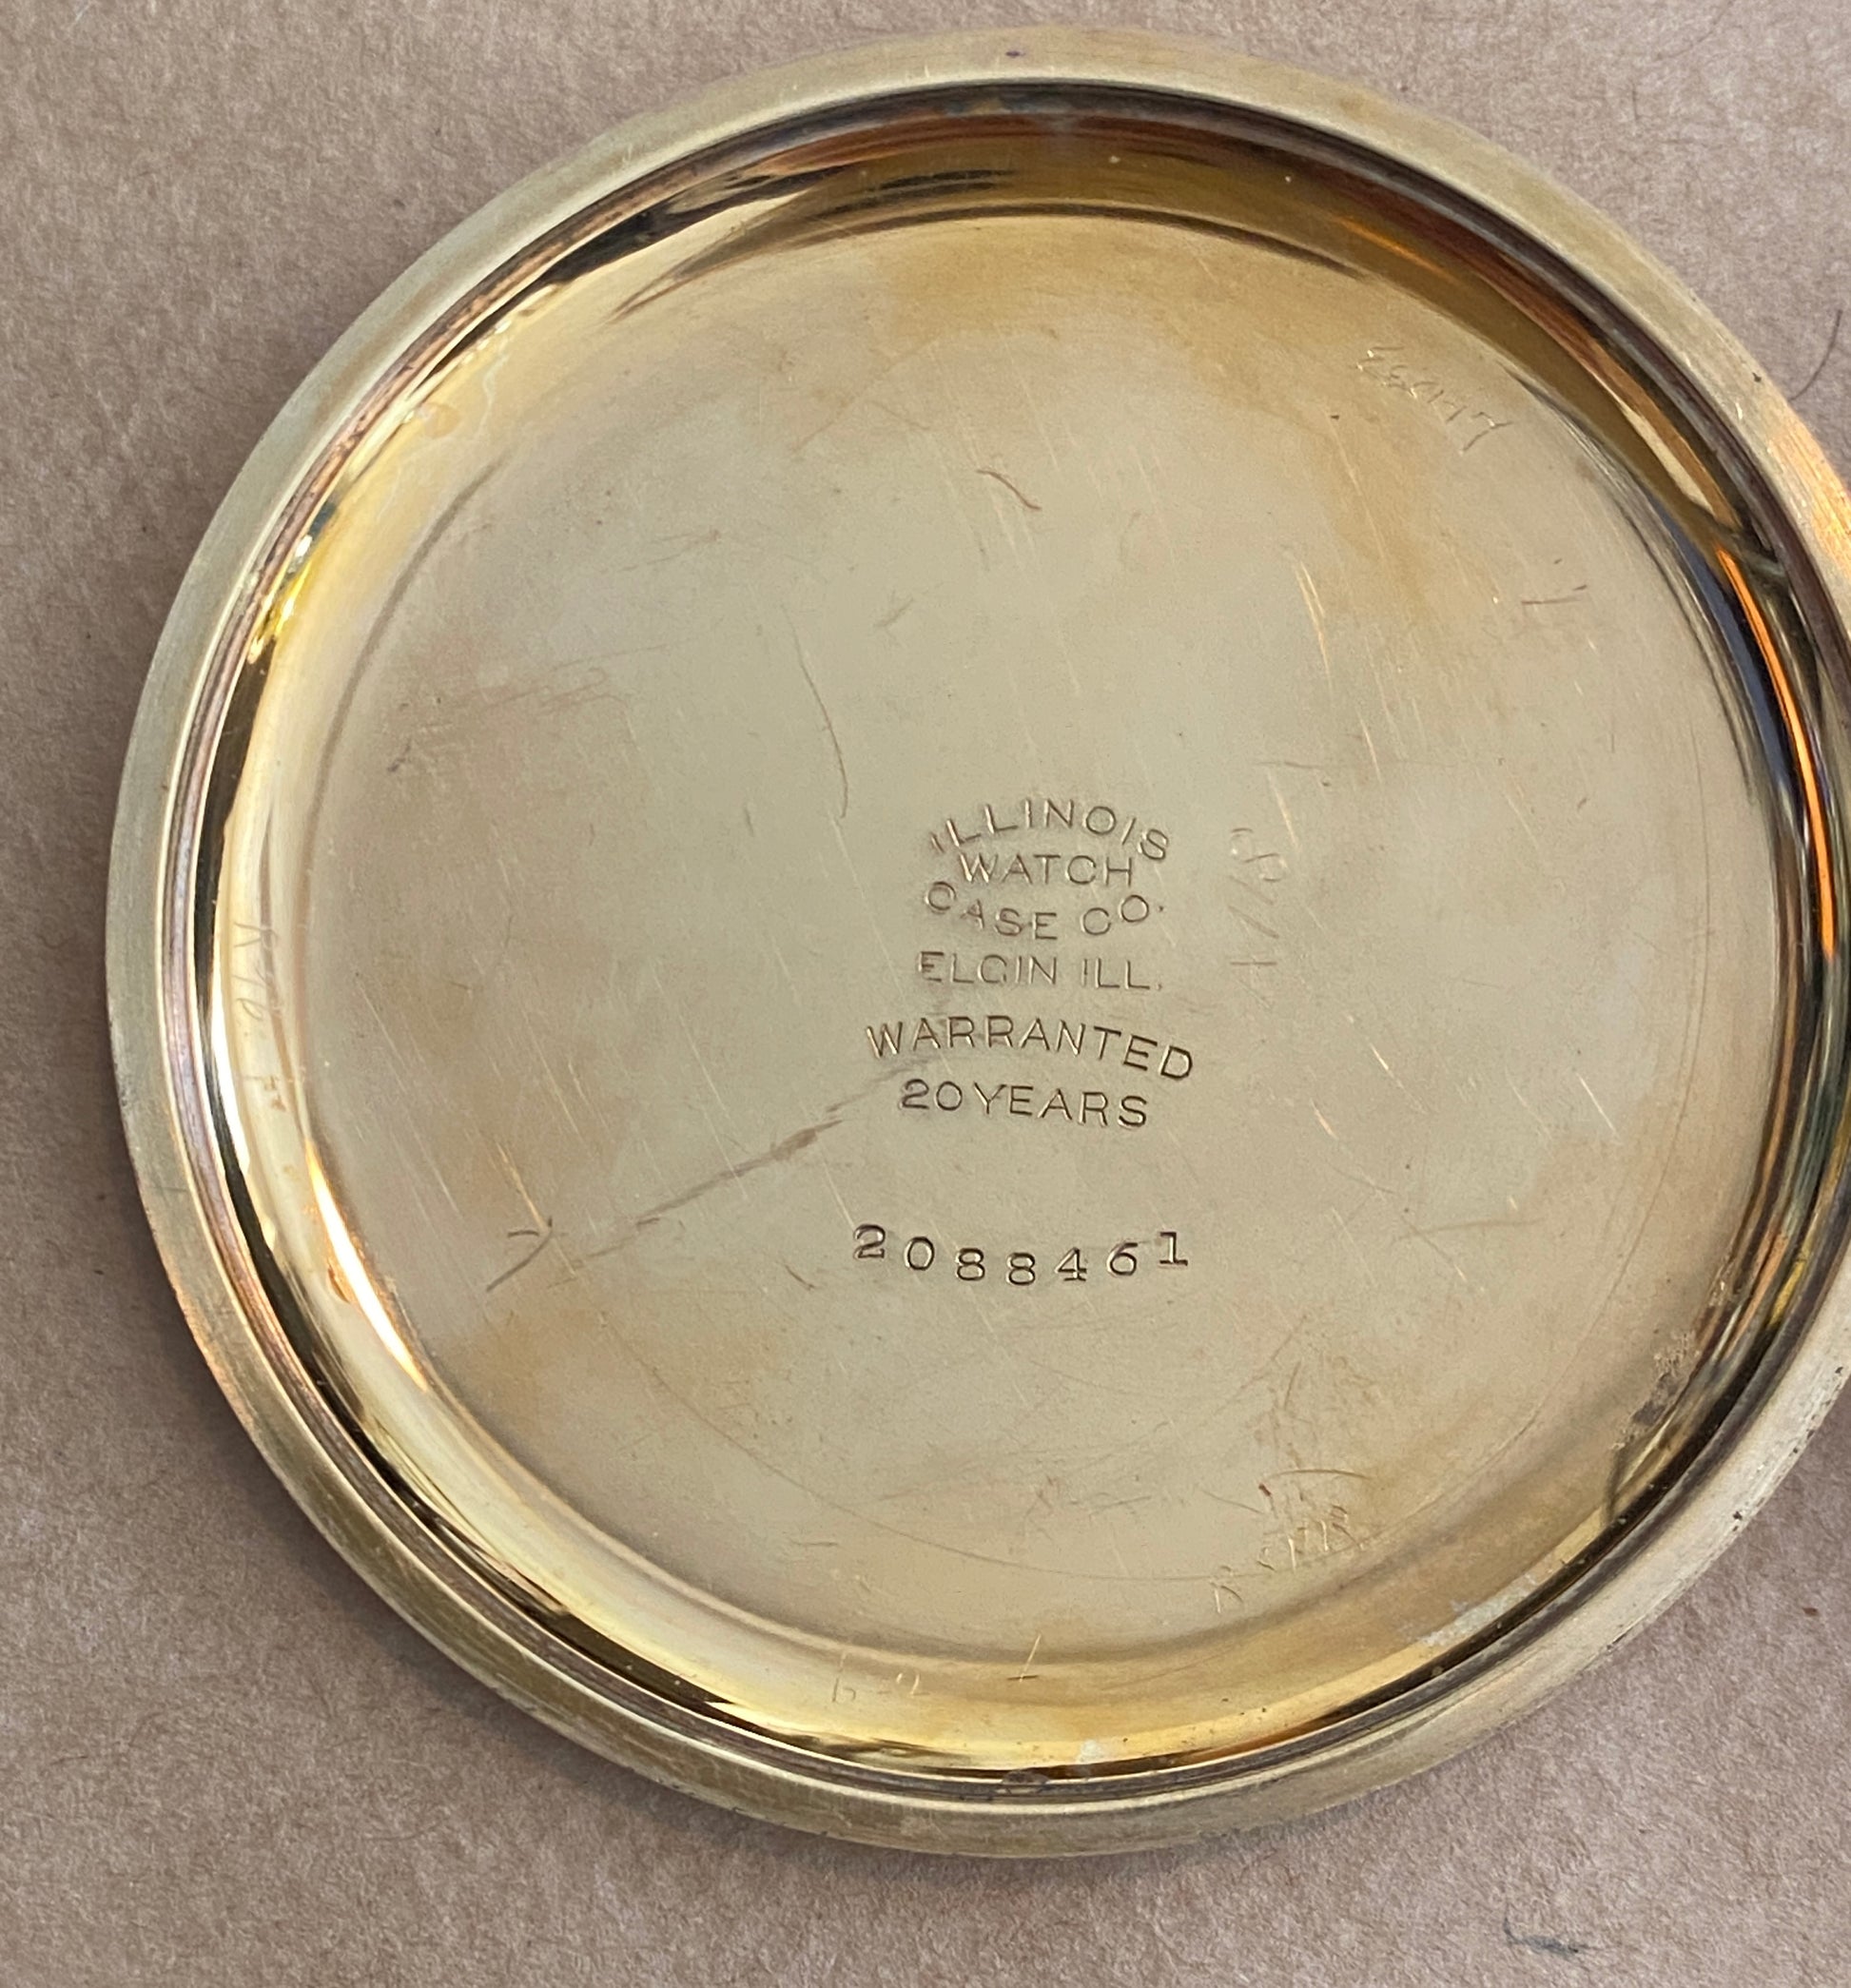 ILLINOIS
WATCH
CASE CO.
ELGIN ILL.
WARRANTED
20 YEARS
2088461